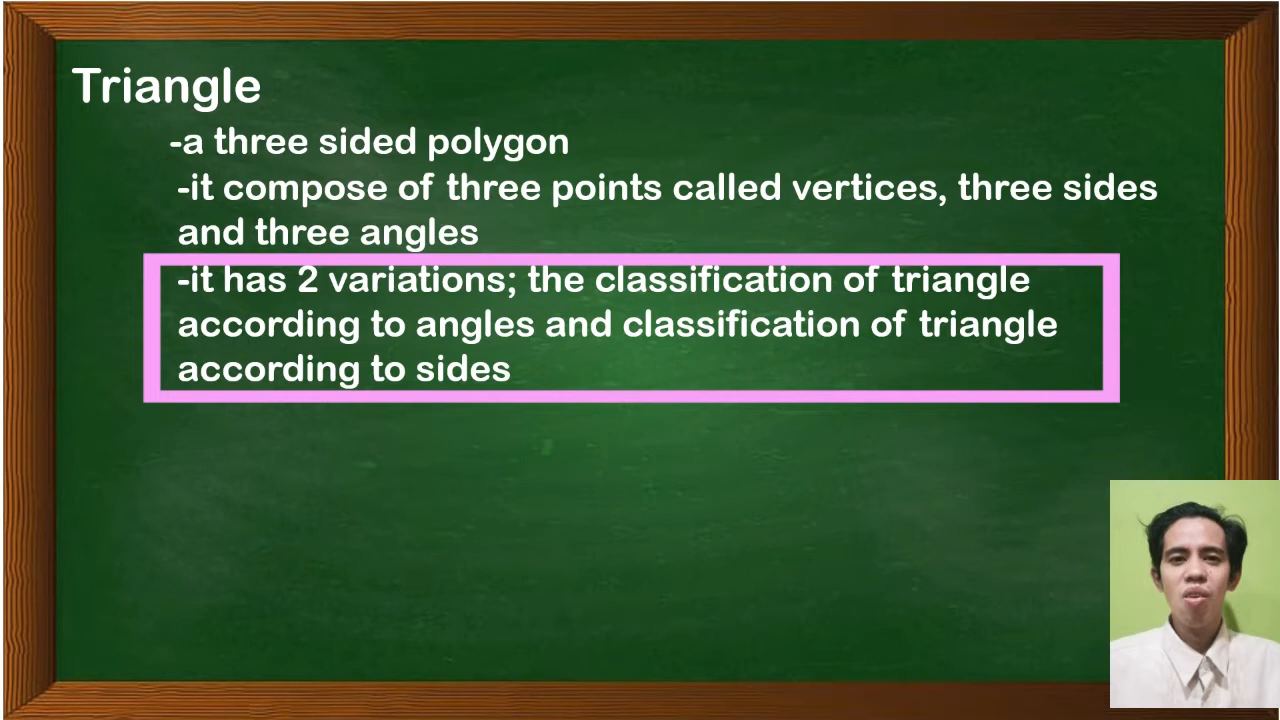 Triangle
-a three sided polygon
-it compose of three points called vertices, three sides
and three angles
-it has 2 variations; the classification of triangle
according to angles and classification of triangle
according to sides